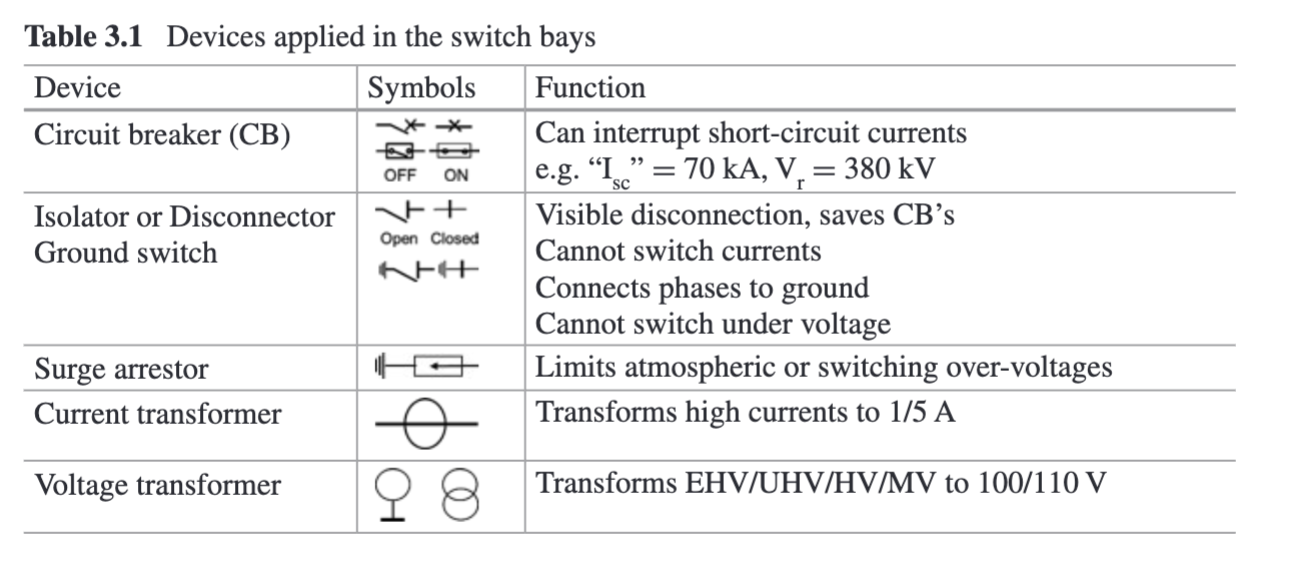 Table 3.1 Devices applied in the switch bays
Device Symbols Function
Circuit breaker (CB) OFF ON Can interrupt short-circuit currents
e.g. “Isc” = 70 kA, Vr = 380 kV
Isolator or Disconnector Open Closed Visible disconnection, saves CB’s
Ground switch Cannot switch currents
Connects phases to ground
Cannot switch under voltage
Surge arrestor Limits atmospheric or switching over-voltages
Current transformer Transforms high currents to 1/5 A
Voltage transformer Transforms EHV/UHV/HV/MV to 100/110 V